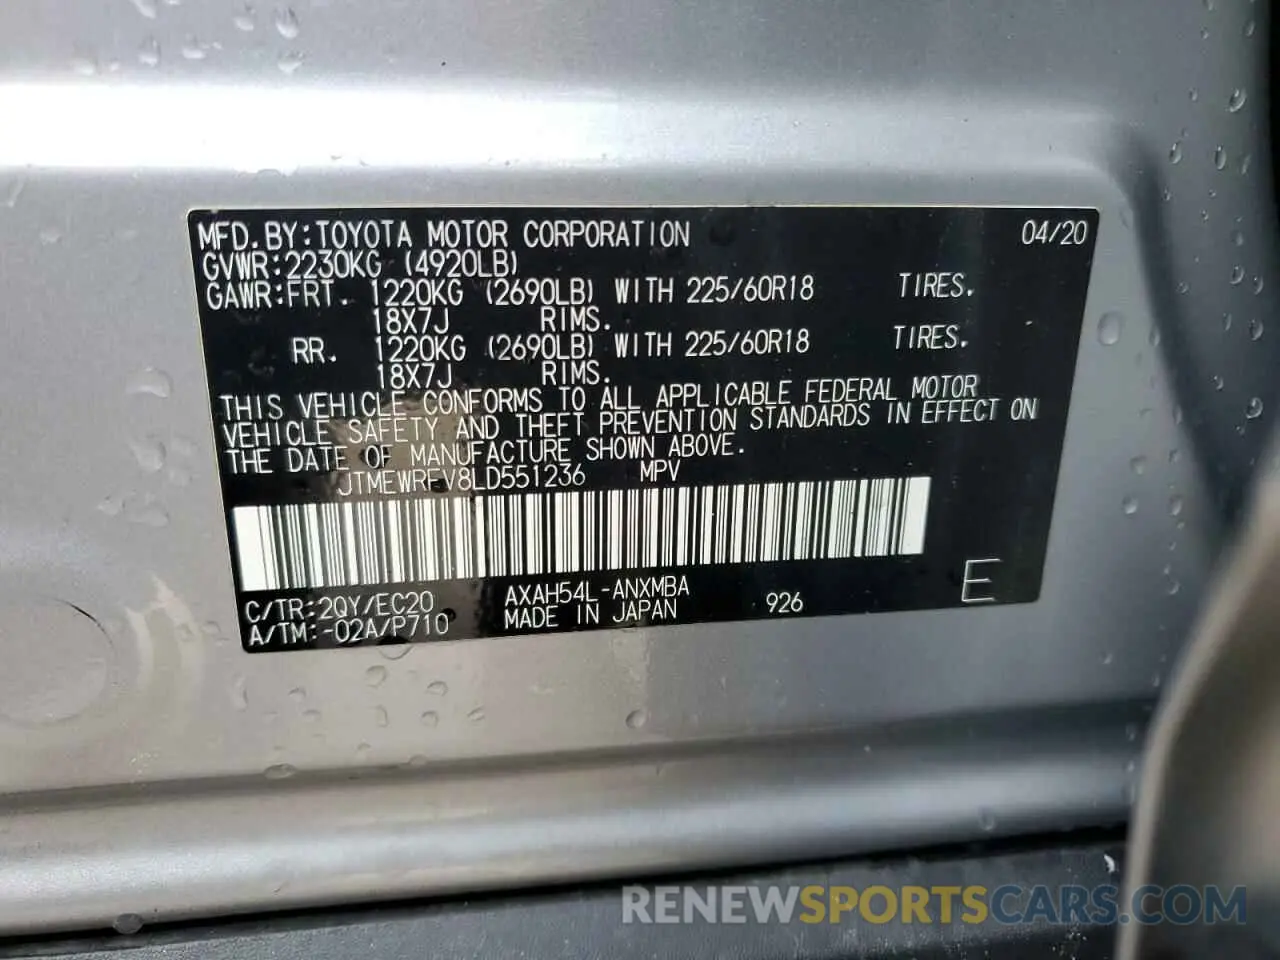 MFD.BY:TOYOTA MOTOR CORPORATION 04/20
GVWR:2230KG (4920LB)
GAWR:FRT. 1220KG (2690LB) WITH 225/60R18 TIRES.
18X7J RIMS.
RR. 1220KG (2690LB) WITH 225/60R18 TIRES.
18X7J RIMS.
THIS VEHICLE CONFORMS TO ALL APPLICABLE FEDERAL MOTOR
VEHICLE SAFETY AND THEFT PREVENTION STANDARDS IN EFFECT ON
THE DATE OF MANUFACTURE SHOWN ABOVE.
JTMEWRFV8LD551236 MPV
C/TR:2QY/EC20 AXAH54L-ANXMBA
A/TM:-02A/P710 MADE IN JAPAN 926 E
RENEWSPORTSCARS.COM